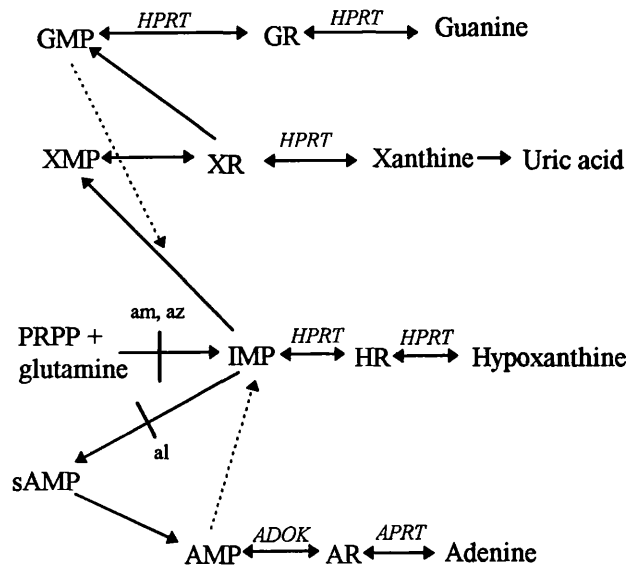 HPRT HPRT
GMP GR Guanine
HPRT
XMP XR Xanthine Uric acid
am, az
PRPP + HPRT HPRT
glutamine IMP HR Hypoxanthine
al
sAMP
ADOK APRT
AMP AR Adenine